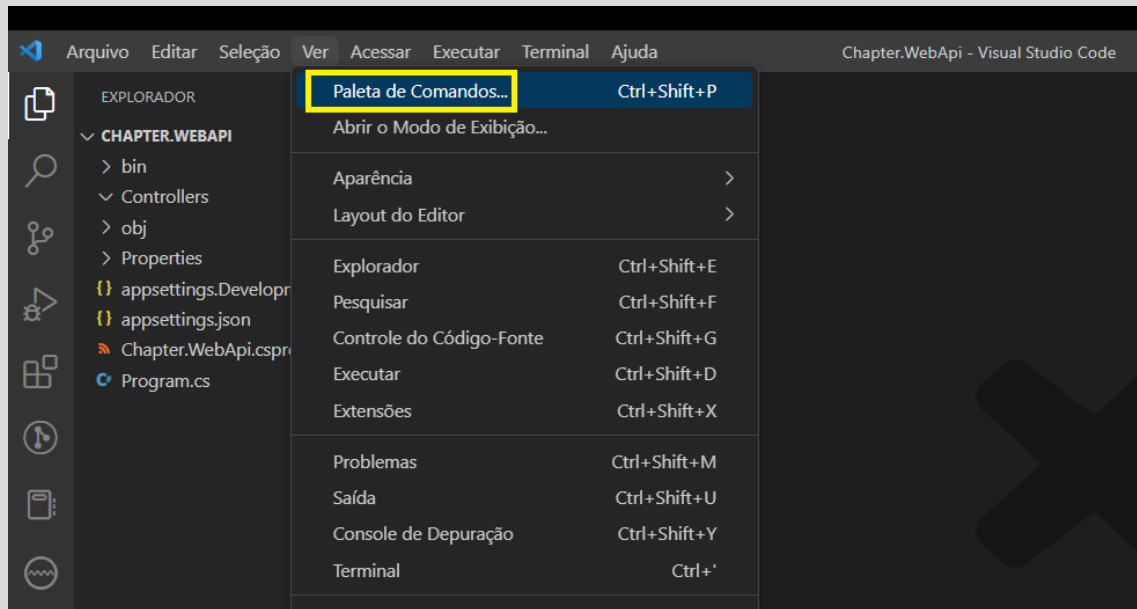 Arquivo Editar Seleção Ver Acessar Executar Terminal Ajuda Chapter.WebApi - Visual Studio Code
EXPLORADOR
CHAPTER.WEBAPI
bin
Controllers
obj
Properties
appsettings.Developr
appsettings.json
Chapter.WebApi.cspr
Program.cs
Paleta de Comandos... Ctrl+Shift+P
Abrir o Modo de Exibição...
Aparência
Layout do Editor
Explorador Ctrl+Shift+E
Pesquisar Ctrl+Shift+F
Controle do Código-Fonte Ctrl+Shift+G
Executar Ctrl+Shift+D
Extensões Ctrl+Shift+X
Problemas Ctrl+Shift+M
Saída Ctrl+Shift+U
Console de Depuração Ctrl+Shift+Y
Terminal Ctrl+'